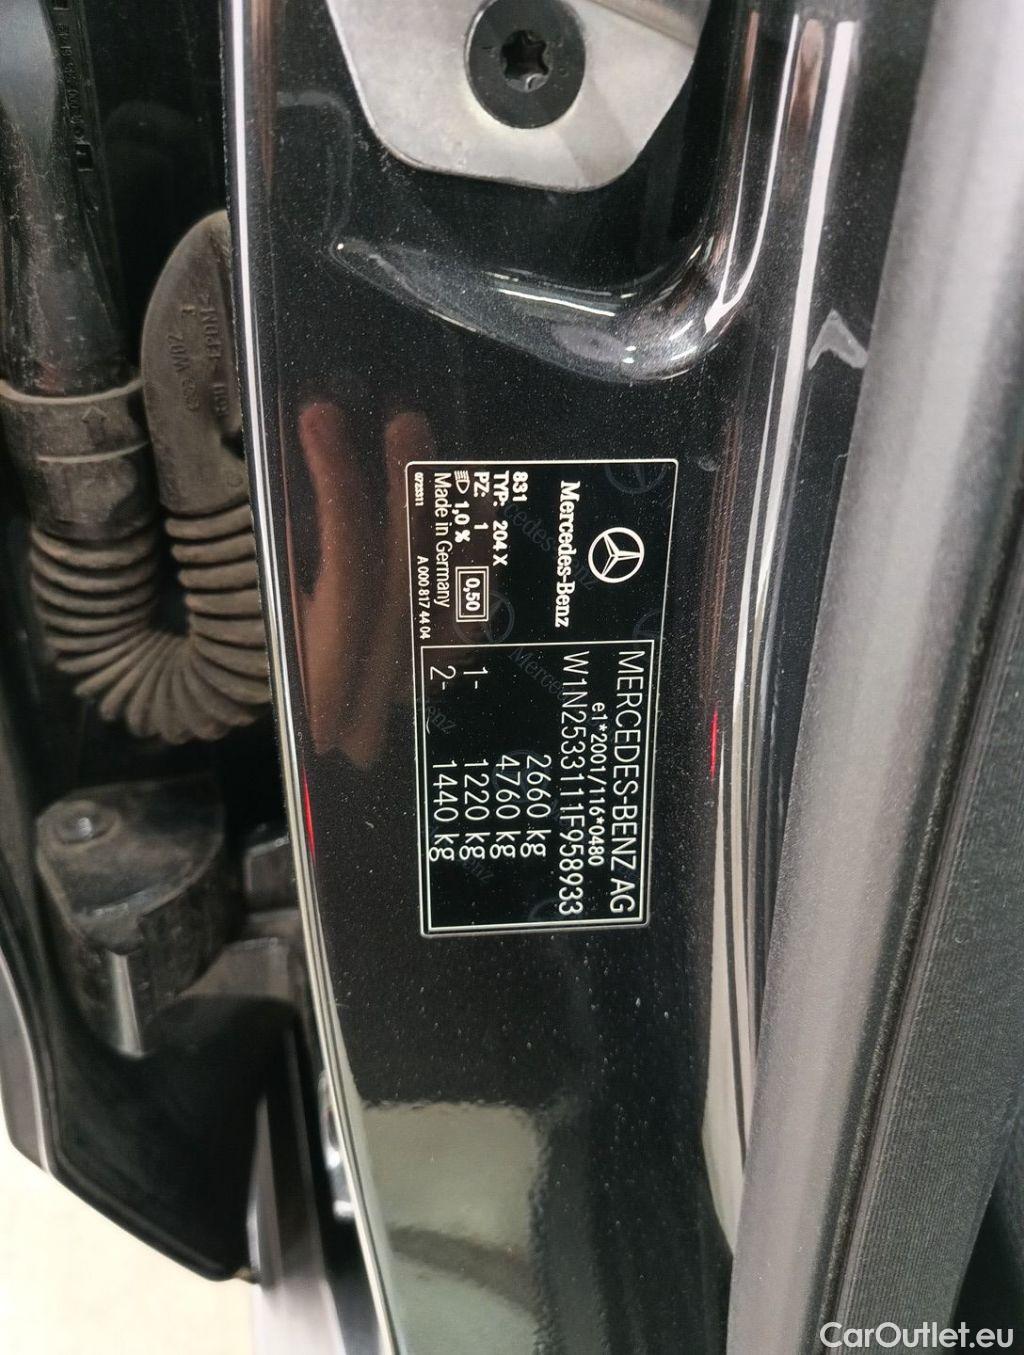 Mercedes-Benz
831
TYP: 204 X
PZ: 1
1,0 %
0,50
Made in Germany
0723311
A 000 817 44 04
MERCEDES-BENZ AG
e1*2001/116*0480
W1N2533111F958933
2660 kg
4760 kg
1- 1220 kg
2- 1440 kg
CarOutlet.eu